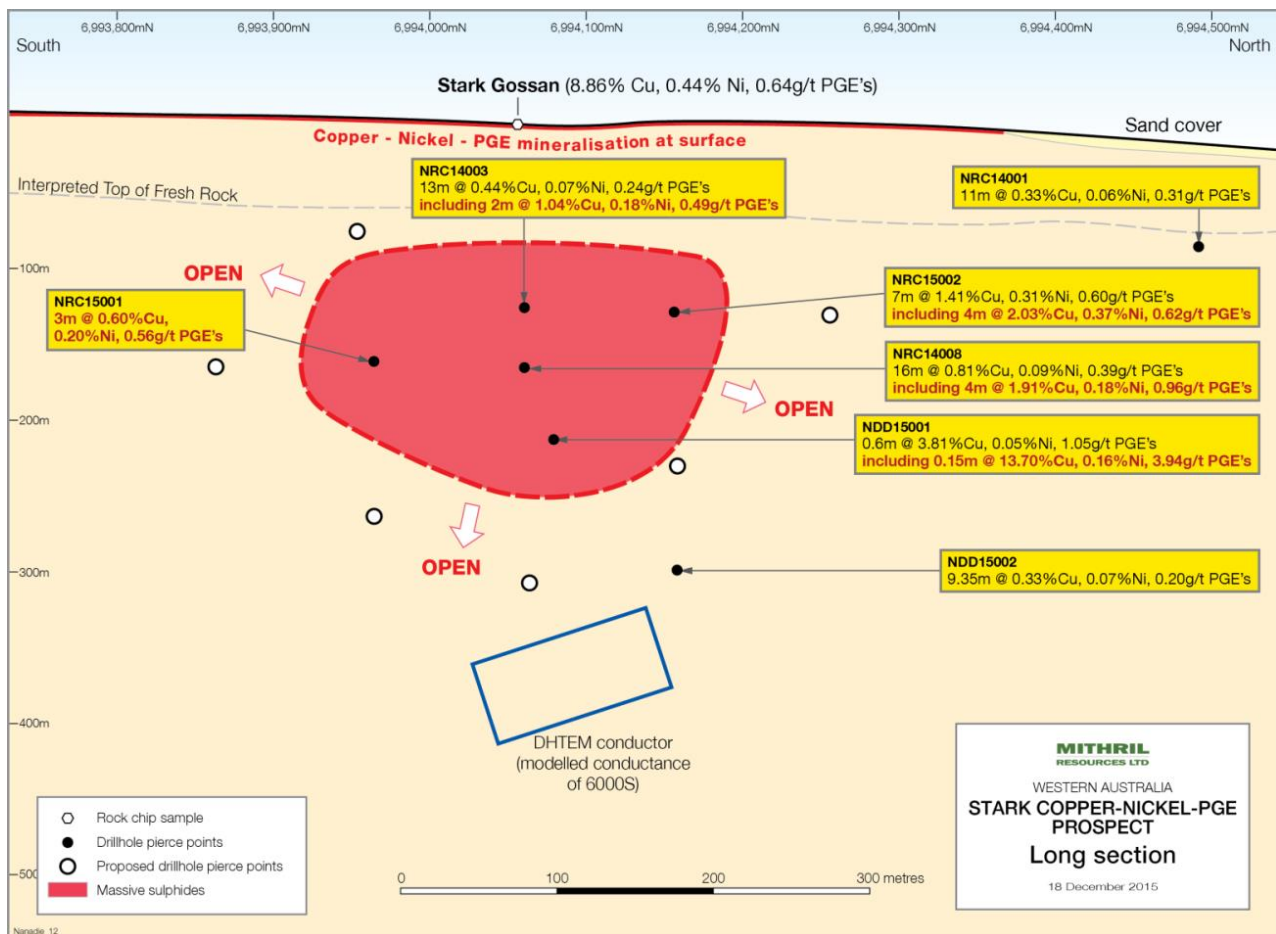 6,993,800mN
6,993,900mN
6,994,000mN
6,994,100mN
6,994,200mN
6,994,300mN
6,994,400mN
6,994,500mN
South
North
Stark Gossan (8.86% Cu, 0.44% Ni, 0.64g/t PGE's)
Copper - Nickel - PGE mineralisation at surface
Sand cover
Interpreted Top of Fresh Rock
NRC14003
13m @ 0.44%Cu, 0.07%Ni, 0.24g/t PGE's
including 2m @ 1.04%Cu, 0.18%Ni, 0.49g/t PGE's
NRC14001
11m @ 0.33%Cu, 0.06%Ni, 0.31g/t PGE's
-100m
OPEN
NRC15001
3m @ 0.60%Cu,
0.20%Ni, 0.56g/t PGE's
NRC15002
7m @ 1.41%Cu, 0.31%Ni, 0.60g/t PGE's
including 4m @ 2.03%Cu, 0.37%Ni, 0.62g/t PGE's
NRC14008
16m @ 0.81%Cu, 0.09%Ni, 0.39g/t PGE's
including 4m @ 1.91%Cu, 0.18%Ni, 0.96g/t PGE's
OPEN
-200m
NDD15001
0.6m @ 3.81%Cu, 0.05%Ni, 1.05g/t PGE's
including 0.15m @ 13.70%Cu, 0.16%Ni, 3.94g/t PGE's
OPEN
-300m
NDD15002
9.35m @ 0.33%Cu, 0.07%Ni, 0.20g/t PGE's
-400m
DHTEM conductor
(modelled conductance
of 6000S)
MITHRIL
RESOURCES LTD
WESTERN AUSTRALIA
STARK COPPER-NICKEL-PGE
PROSPECT
Long section
18 December 2015
Rock chip sample
Drillhole pierce points
Proposed drillhole pierce points
Massive sulphides
-500
0
100
200
300 metres
Nanadie_12